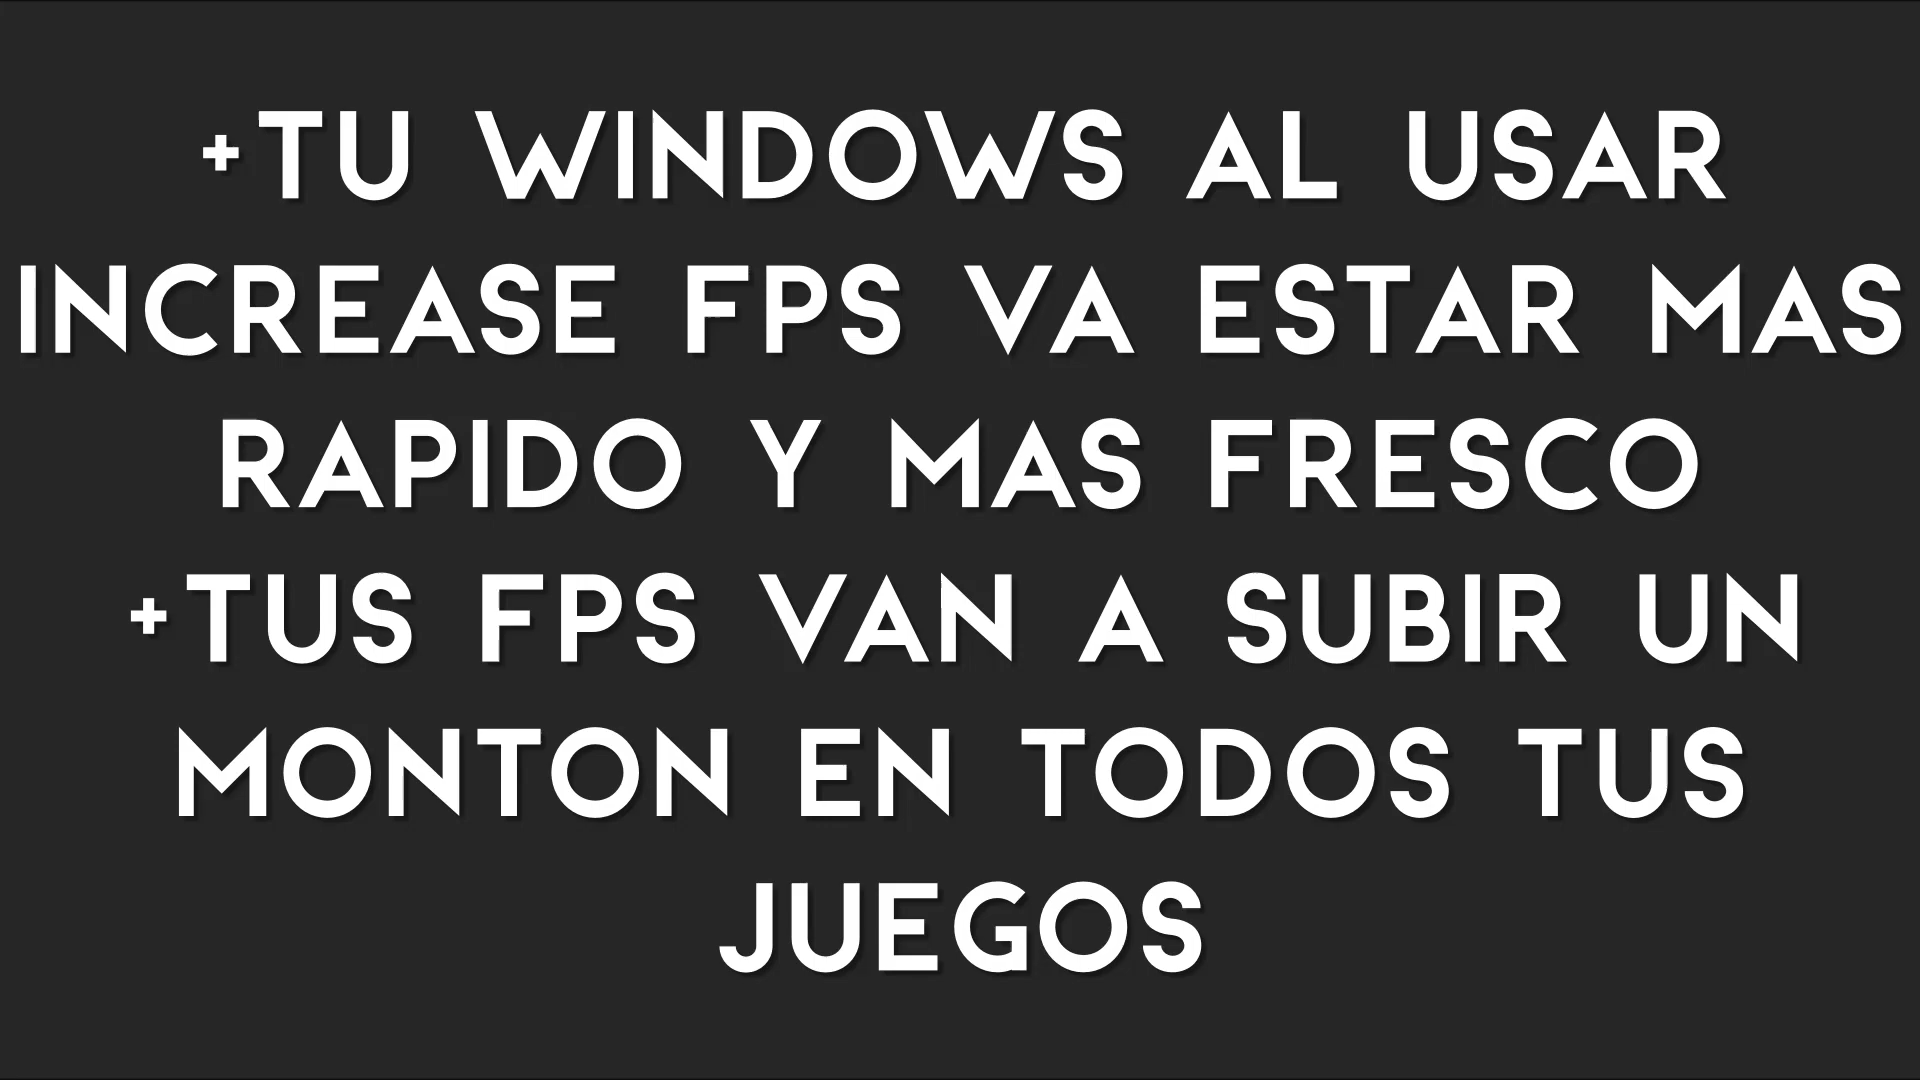 +TU WINDOWS AL USAR
INCREASE FPS VA ESTAR MAS
RAPIDO Y MAS FRESCO
+TUS FPS VAN A SUBIR UN
MONTON EN TODOS TUS
JUEGOS